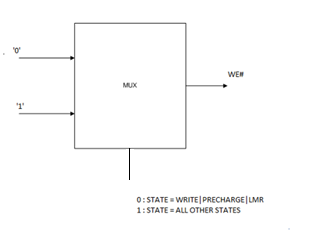 '0'
WE#
MUX
'1'
0 : STATE = WRITE|PRECHARGE|LMR
1 : STATE = ALL OTHER STATES